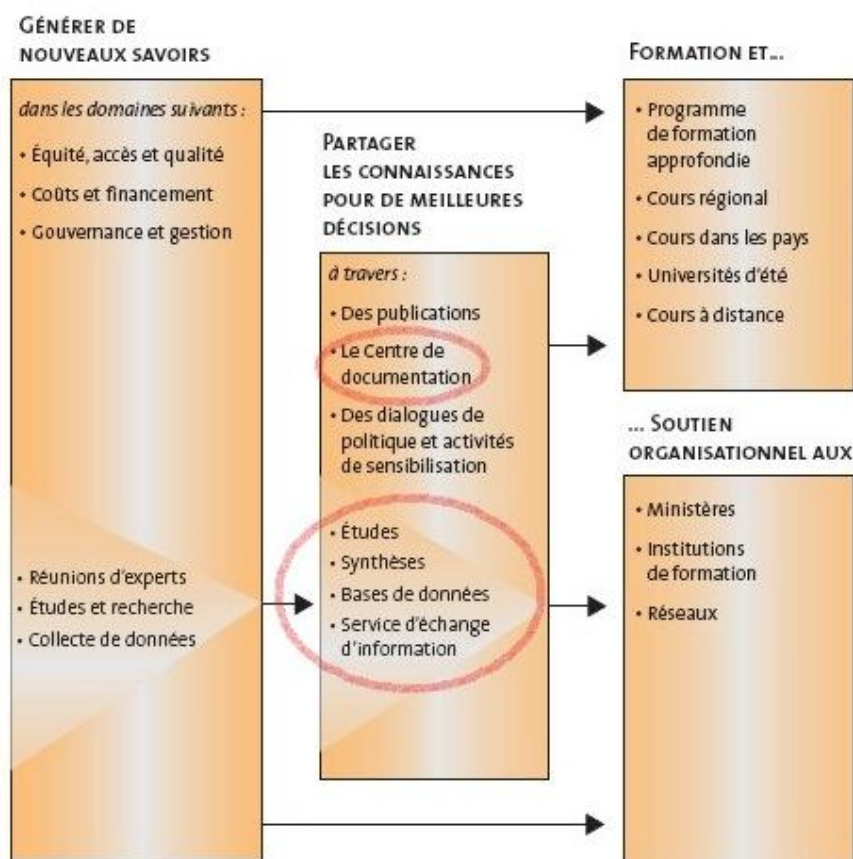 GÉNÉRER DE
NOUVEAUX SAVOIRS
dans les domaines suivants :
• Équité, accès et qualité
• Coûts et financement
• Gouvernance et gestion
• Réunions d'experts
• Études et recherche
• Collecte de données
PARTAGER
LES CONNAISSANCES
POUR DE MEILLEURES
DÉCISIONS
à travers :
• Des publications
• Le Centre de
documentation
• Des dialogues de
politique et activités
de sensibilisation
• Études
• Synthèses
• Bases de données
• Service d'échange
d'information
FORMATION ET...
• Programme
de formation
approfondie
• Cours régional
• Cours dans les pays
• Universités d'été
• Cours à distance
... SOUTIEN
ORGANISATIONNEL AUX
• Ministères
• Institutions
de formation
• Réseaux